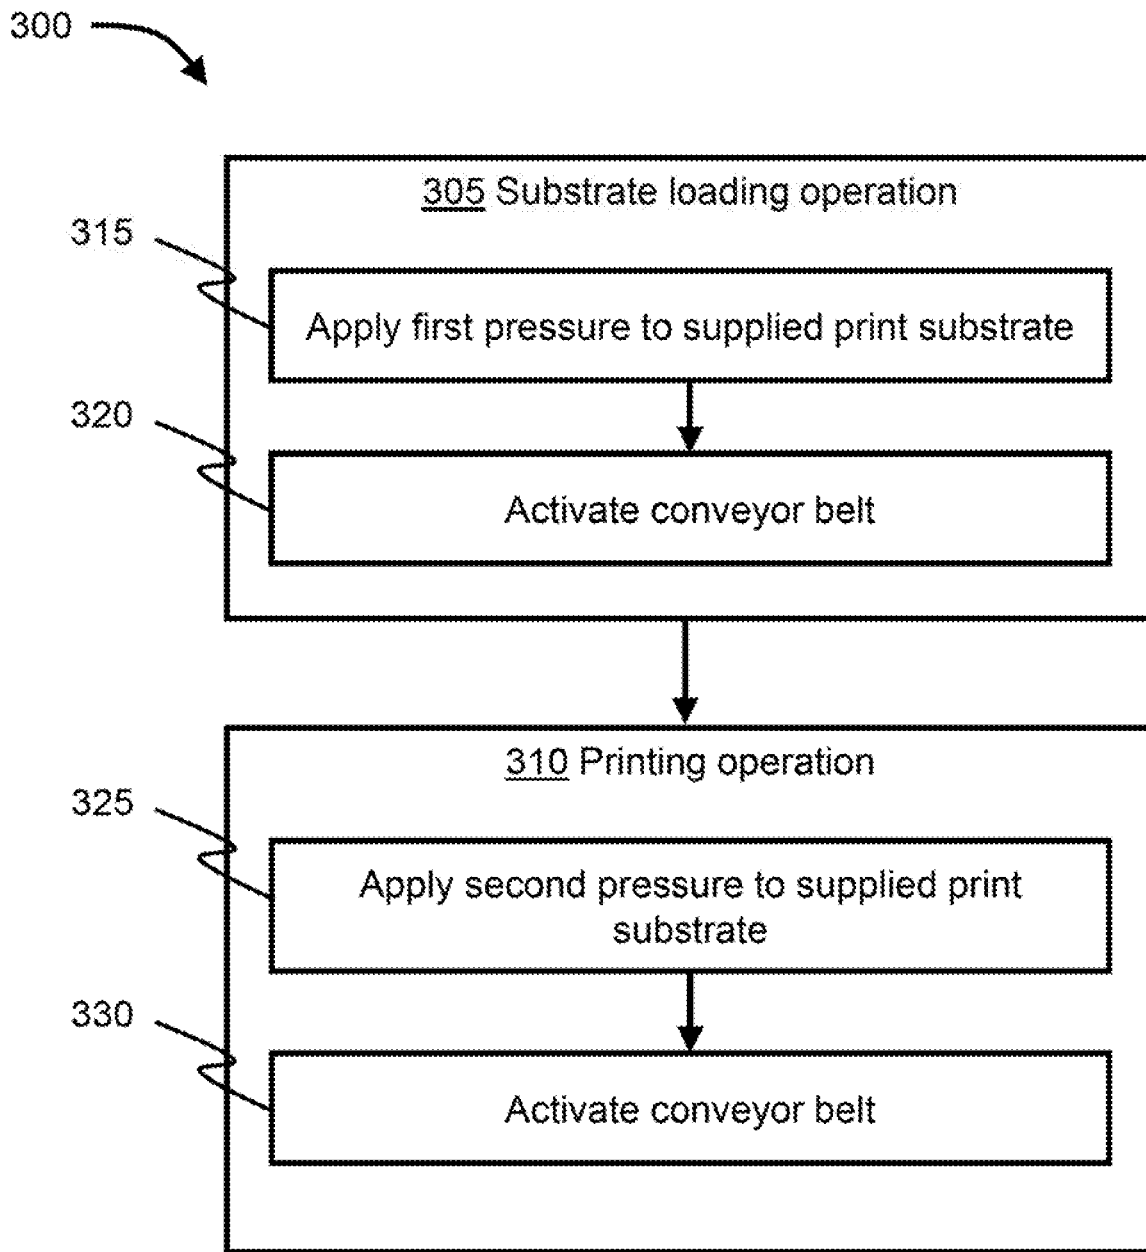 300
305 Substrate loading operation
315
Apply first pressure to supplied print substrate
320
Activate conveyor belt
310 Printing operation
325
Apply second pressure to supplied print
substrate
330
Activate conveyor belt